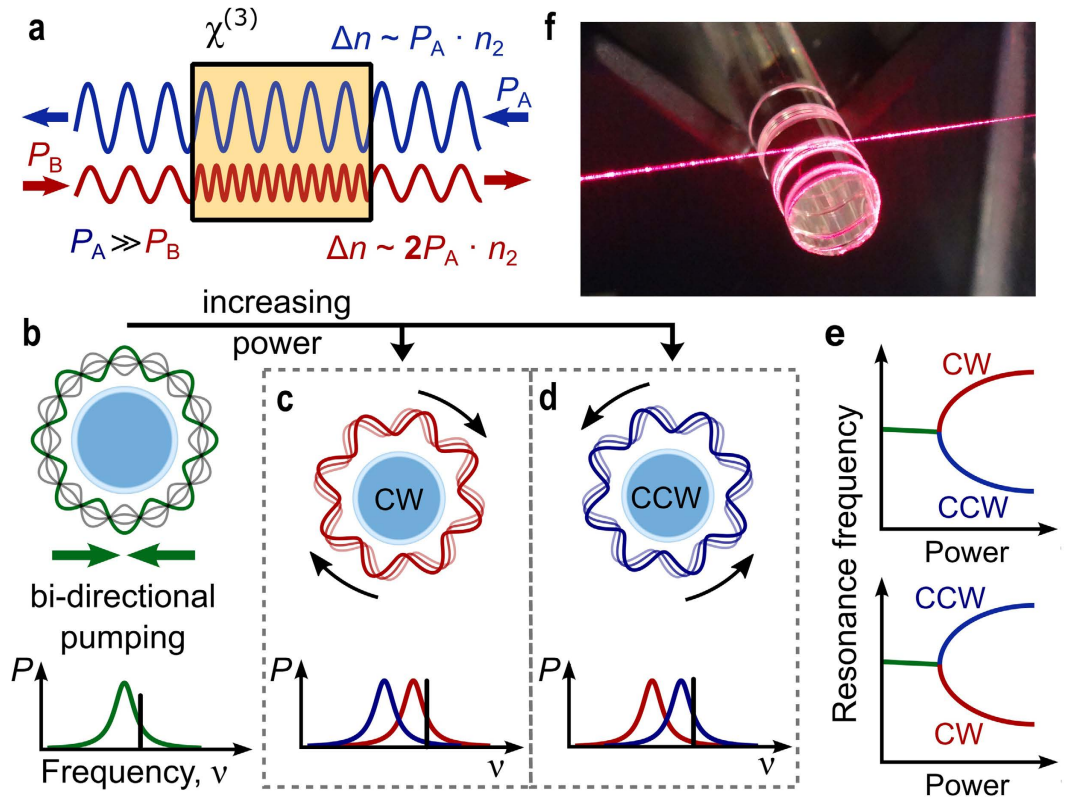 a
χ(3)
Δn ~ PA · n2
PA
PB
PA ≫ PB
Δn ~ 2PA · n2
f
increasing
power
b
bi-directional
pumping
P
Frequency, ν
c
CW
P
ν
d
CCW
P
ν
e
Resonance frequency
CW
CCW
Power
CCW
CW
Power